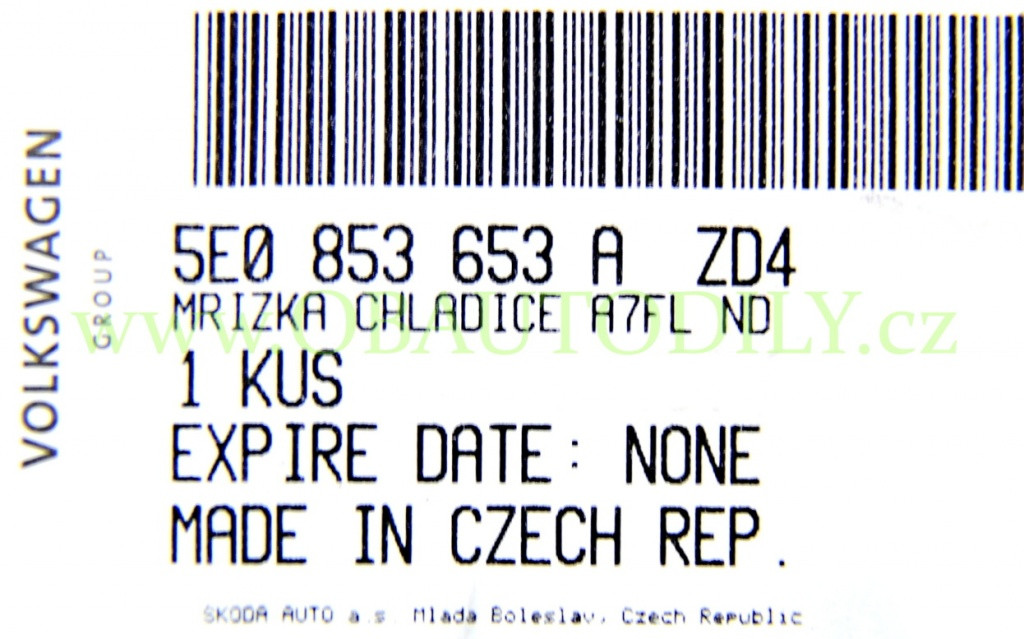 VOLKSWAGEN
GROUP
5E0 853 653 A ZD4
MRIZKA CHLADICE A7FL ND
www.OBAUTODILY.cz
1 KUS
EXPIRE DATE: NONE
MADE IN CZECH REP.
SKODA AUTO a.s. Mlada Boleslav, Czech Republic